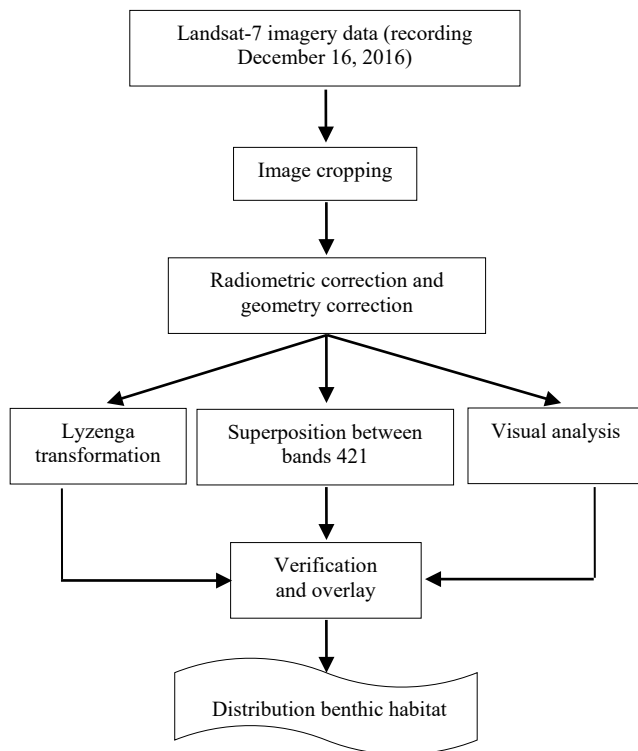 Landsat-7 imagery data (recording
December 16, 2016)
Image cropping
Radiometric correction and
geometry correction
Lyzenga
transformation
Superposition between
bands 421
Visual analysis
Verification
and overlay
Distribution benthic habitat